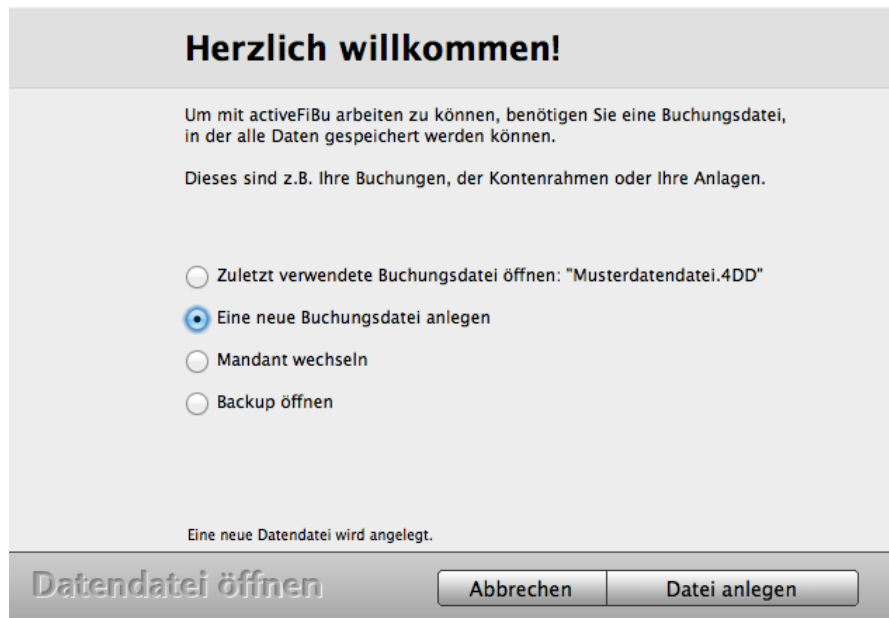 Herzlich willkommen!
Um mit activeFiBu arbeiten zu können, benötigen Sie eine Buchungsdatei,
in der alle Daten gespeichert werden können.
Dieses sind z.B. Ihre Buchungen, der Kontenrahmen oder Ihre Anlagen.
Zuletzt verwendete Buchungsdatei öffnen: "Musterdatendatei.4DD"
Eine neue Buchungsdatei anlegen
Mandant wechseln
Backup öffnen
Eine neue Datendatei wird angelegt.
Datendatei öffnen
Abbrechen
Datei anlegen